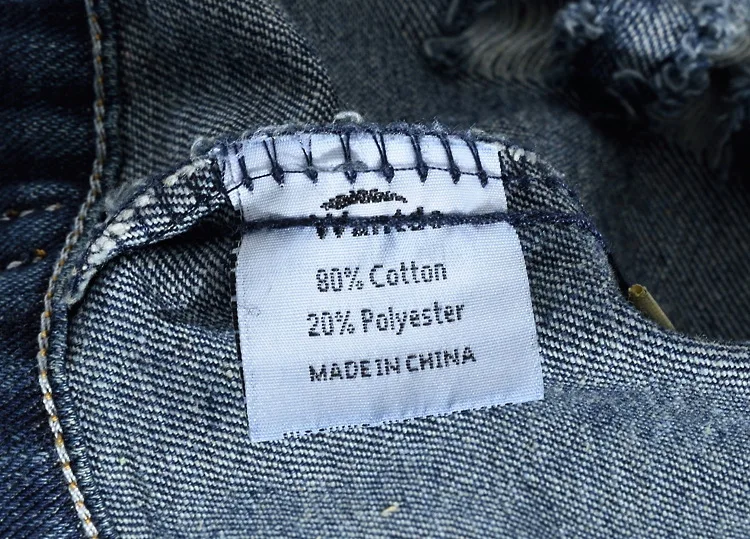 80% Cotton
20% Polyester
MADE IN CHINA